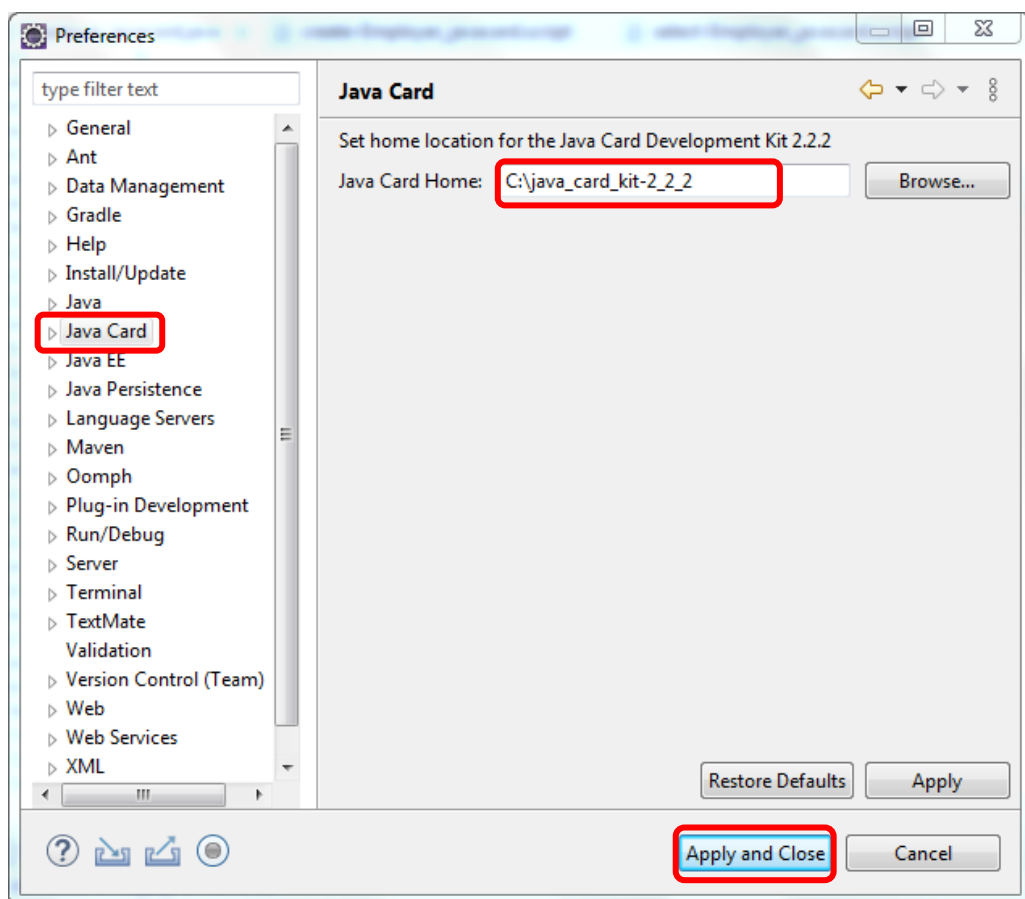 Preferences
type filter text
General
Ant
Data Management
Gradle
Help
Install/Update
Java
Java Card
Java EE
Java Persistence
Language Servers
Maven
Oomph
Plug-in Development
Run/Debug
Server
Terminal
TextMate
Validation
Version Control (Team)
Web
Web Services
XML
Java Card
Set home location for the Java Card Development Kit 2.2.2
Java Card Home: C:\java_card_kit-2_2_2 Browse...
Restore Defaults Apply
Apply and Close Cancel